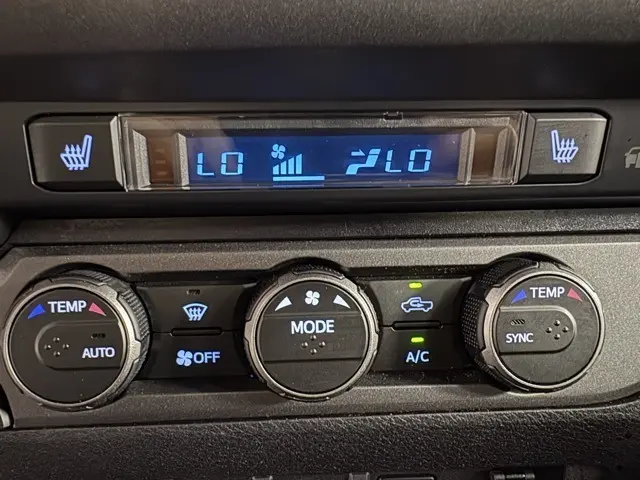 LO LO
TEMP TEMP
MODE
AUTO OFF A/C SYNC